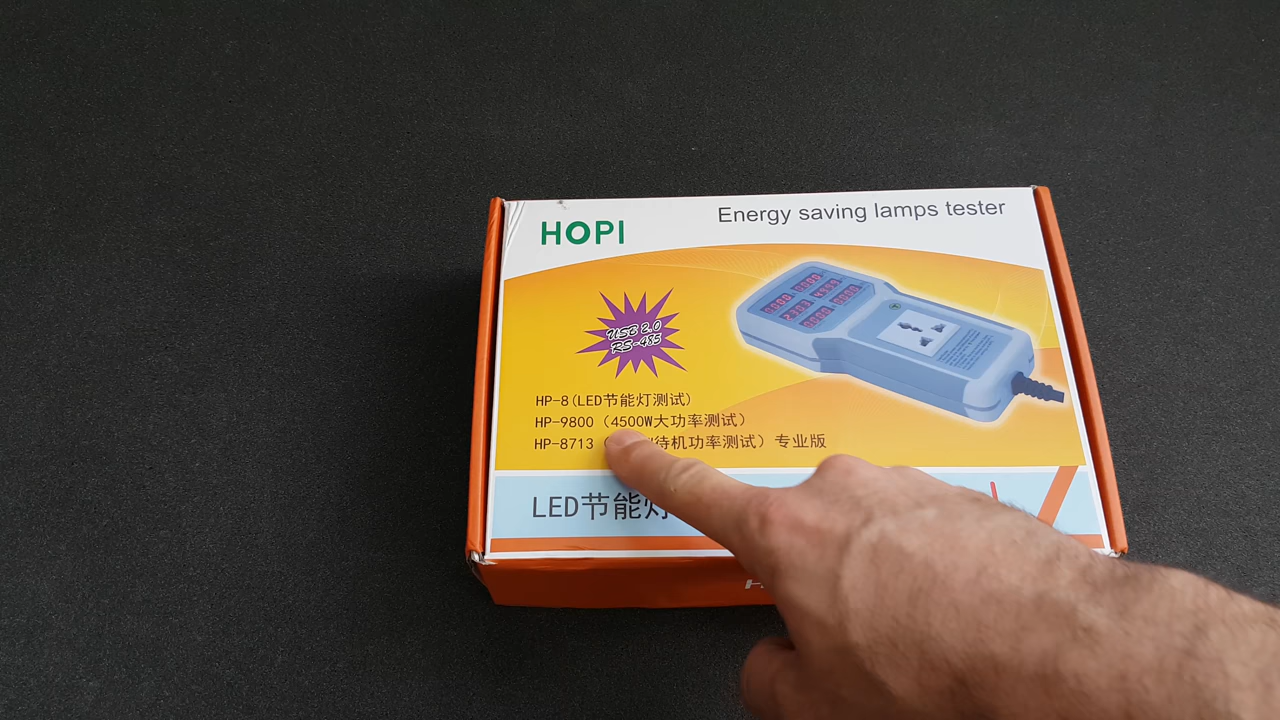 HOPI
Energy saving lamps tester
USB 2.0
RS-485
HP-8(LED节能灯测试)
HP-9800（4500W大功率测试）
HP-8713 待机功率测试）专业版
LED节能灯